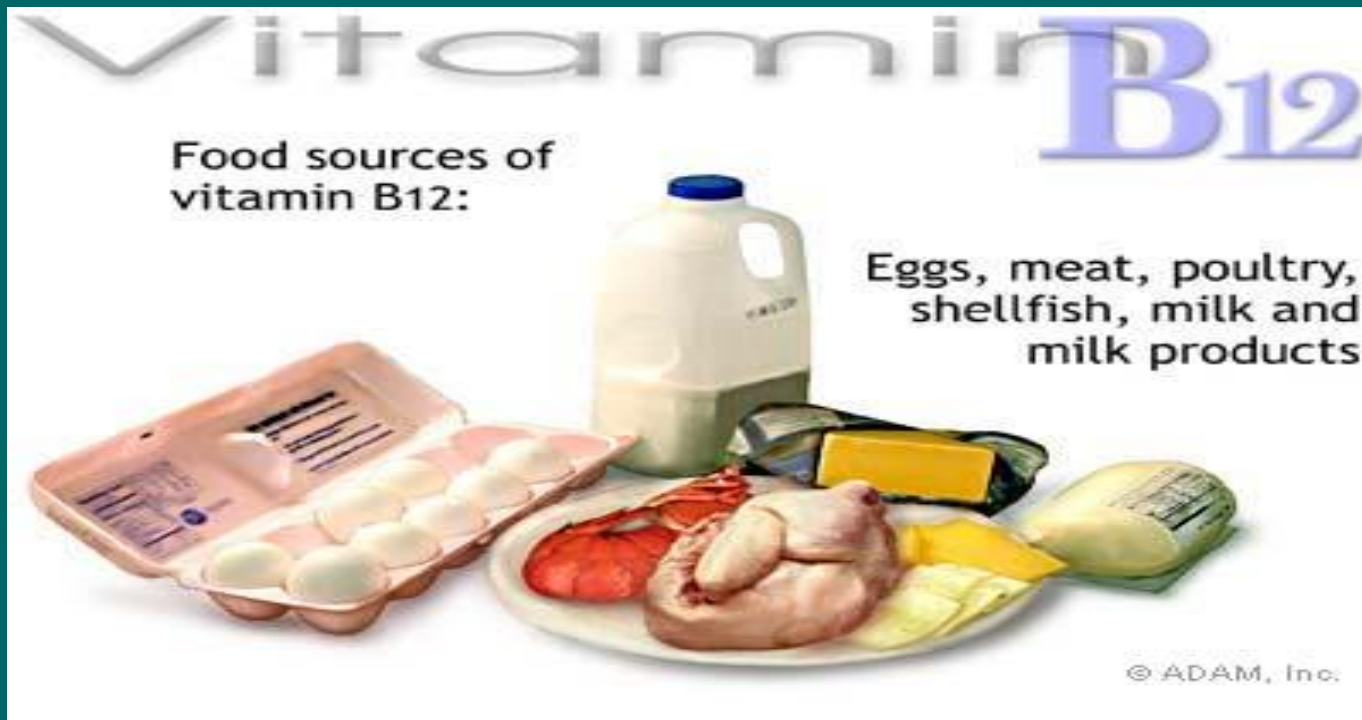 Vitamin B12
Food sources of
vitamin B12:
Eggs, meat, poultry,
shellfish, milk and
milk products
© ADAM, Inc.